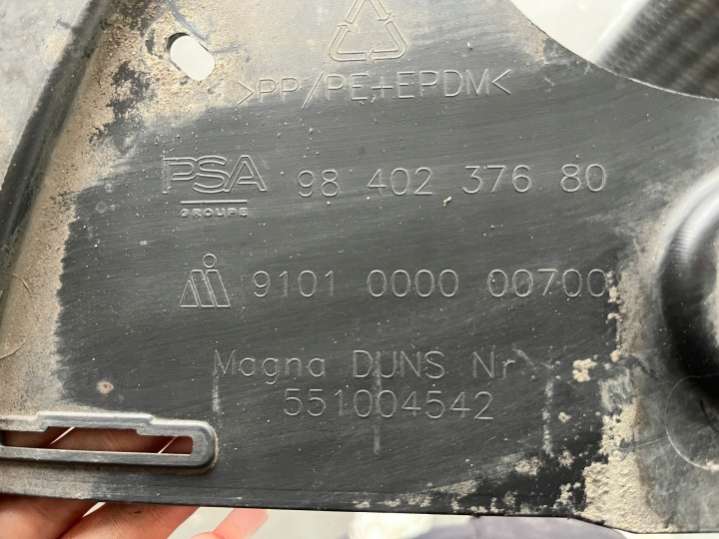 >PP/PE+EPDM<
PSA 98 402 376 80
GROUPE
9101 0000 00700
Magna DUNS Nr
551004542